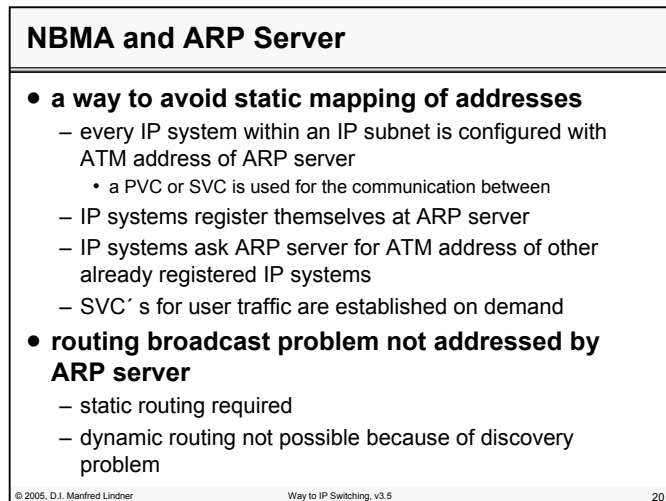 NBMA and ARP Server
• a way to avoid static mapping of addresses
– every IP system within an IP subnet is configured with
ATM address of ARP server
• a PVC or SVC is used for the communication between
– IP systems register themselves at ARP server
– IP systems ask ARP server for ATM address of other
already registered IP systems
– SVC´ s for user traffic are established on demand
• routing broadcast problem not addressed by
ARP server
– static routing required
– dynamic routing not possible because of discovery
problem
© 2005, D.I. Manfred Lindner Way to IP Switching, v3.5 20